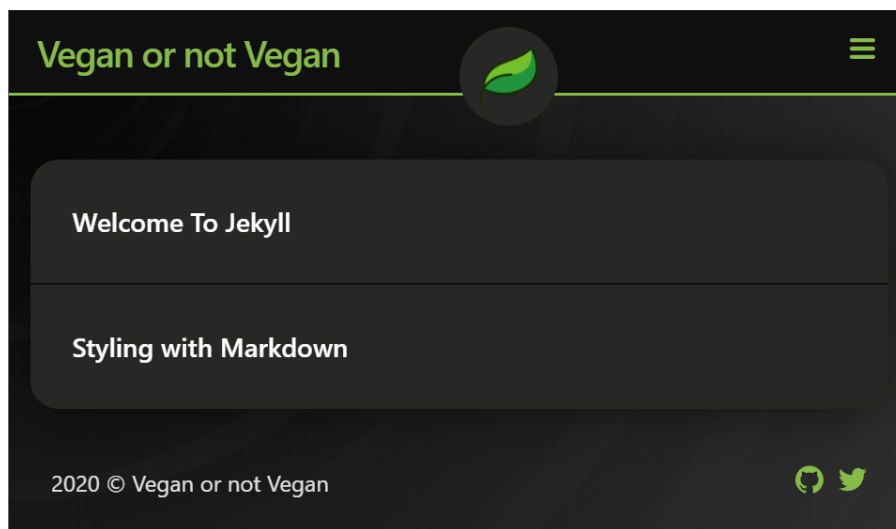 Vegan or not Vegan
Welcome To Jekyll
Styling with Markdown
2020 © Vegan or not Vegan